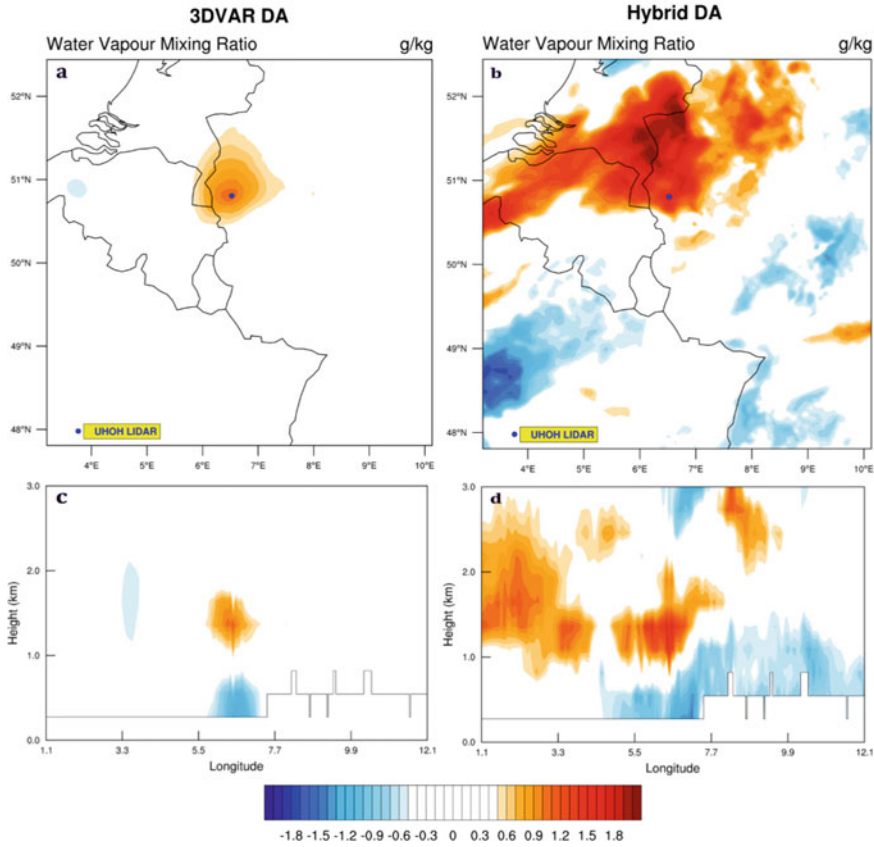 3DVAR DA
Hybrid DA
Water Vapour Mixing Ratio g/kg
Water Vapour Mixing Ratio g/kg
a
b
52°N
51°N
50°N
49°N
48°N
UHOH LIDAR
4°E 5°E 6°E 7°E 8°E 9°E 10°E
52°N
51°N
50°N
49°N
48°N
UHOH LIDAR
4°E 5°E 6°E 7°E 8°E 9°E 10°E
c
d
Height (km)
3.0
2.0
1.0
0.0
1.1 3.3 5.5 7.7 9.9 12.1
Longitude
Height (km)
3.0
2.0
1.0
0.0
1.1 3.3 5.5 7.7 9.9 12.1
Longitude
-1.8 -1.5 -1.2 -0.9 -0.6 -0.3 0 0.3 0.6 0.9 1.2 1.5 1.8